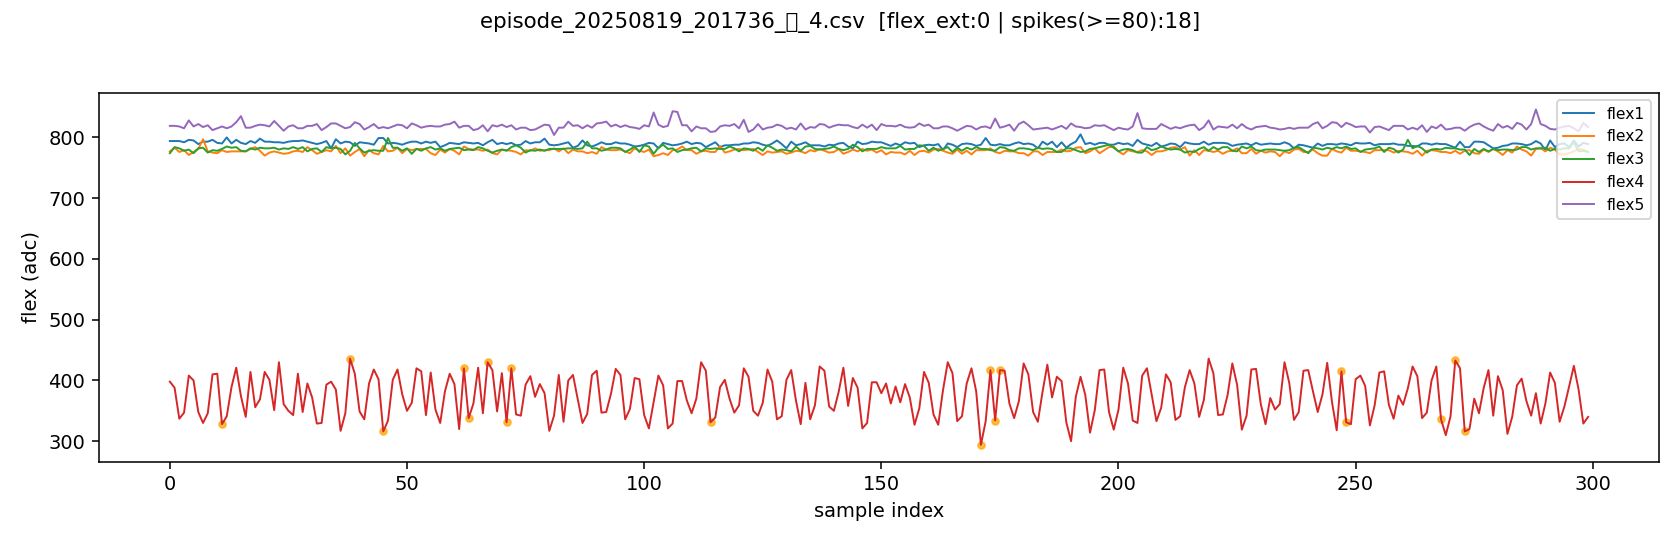 episode_20250819_201736_▯_4.csv  [flex_ext:0 | spikes(>=80):18]
flex (adc)
800
700
600
500
400
300
0
50
100
150
200
250
300
sample index
flex1
flex2
flex3
flex4
flex5